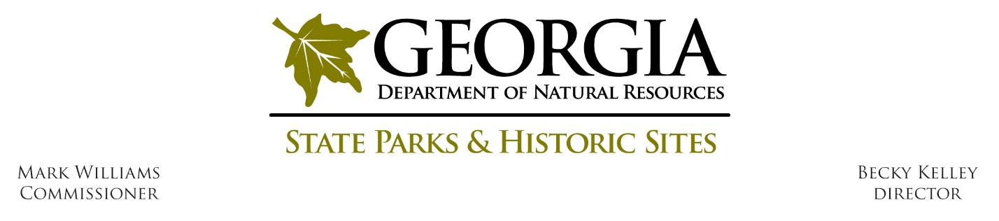 GEORGIA
DEPARTMENT OF NATURAL RESOURCES
STATE PARKS & HISTORIC SITES
MARK WILLIAMS
COMMISSIONER
BECKY KELLEY
DIRECTOR